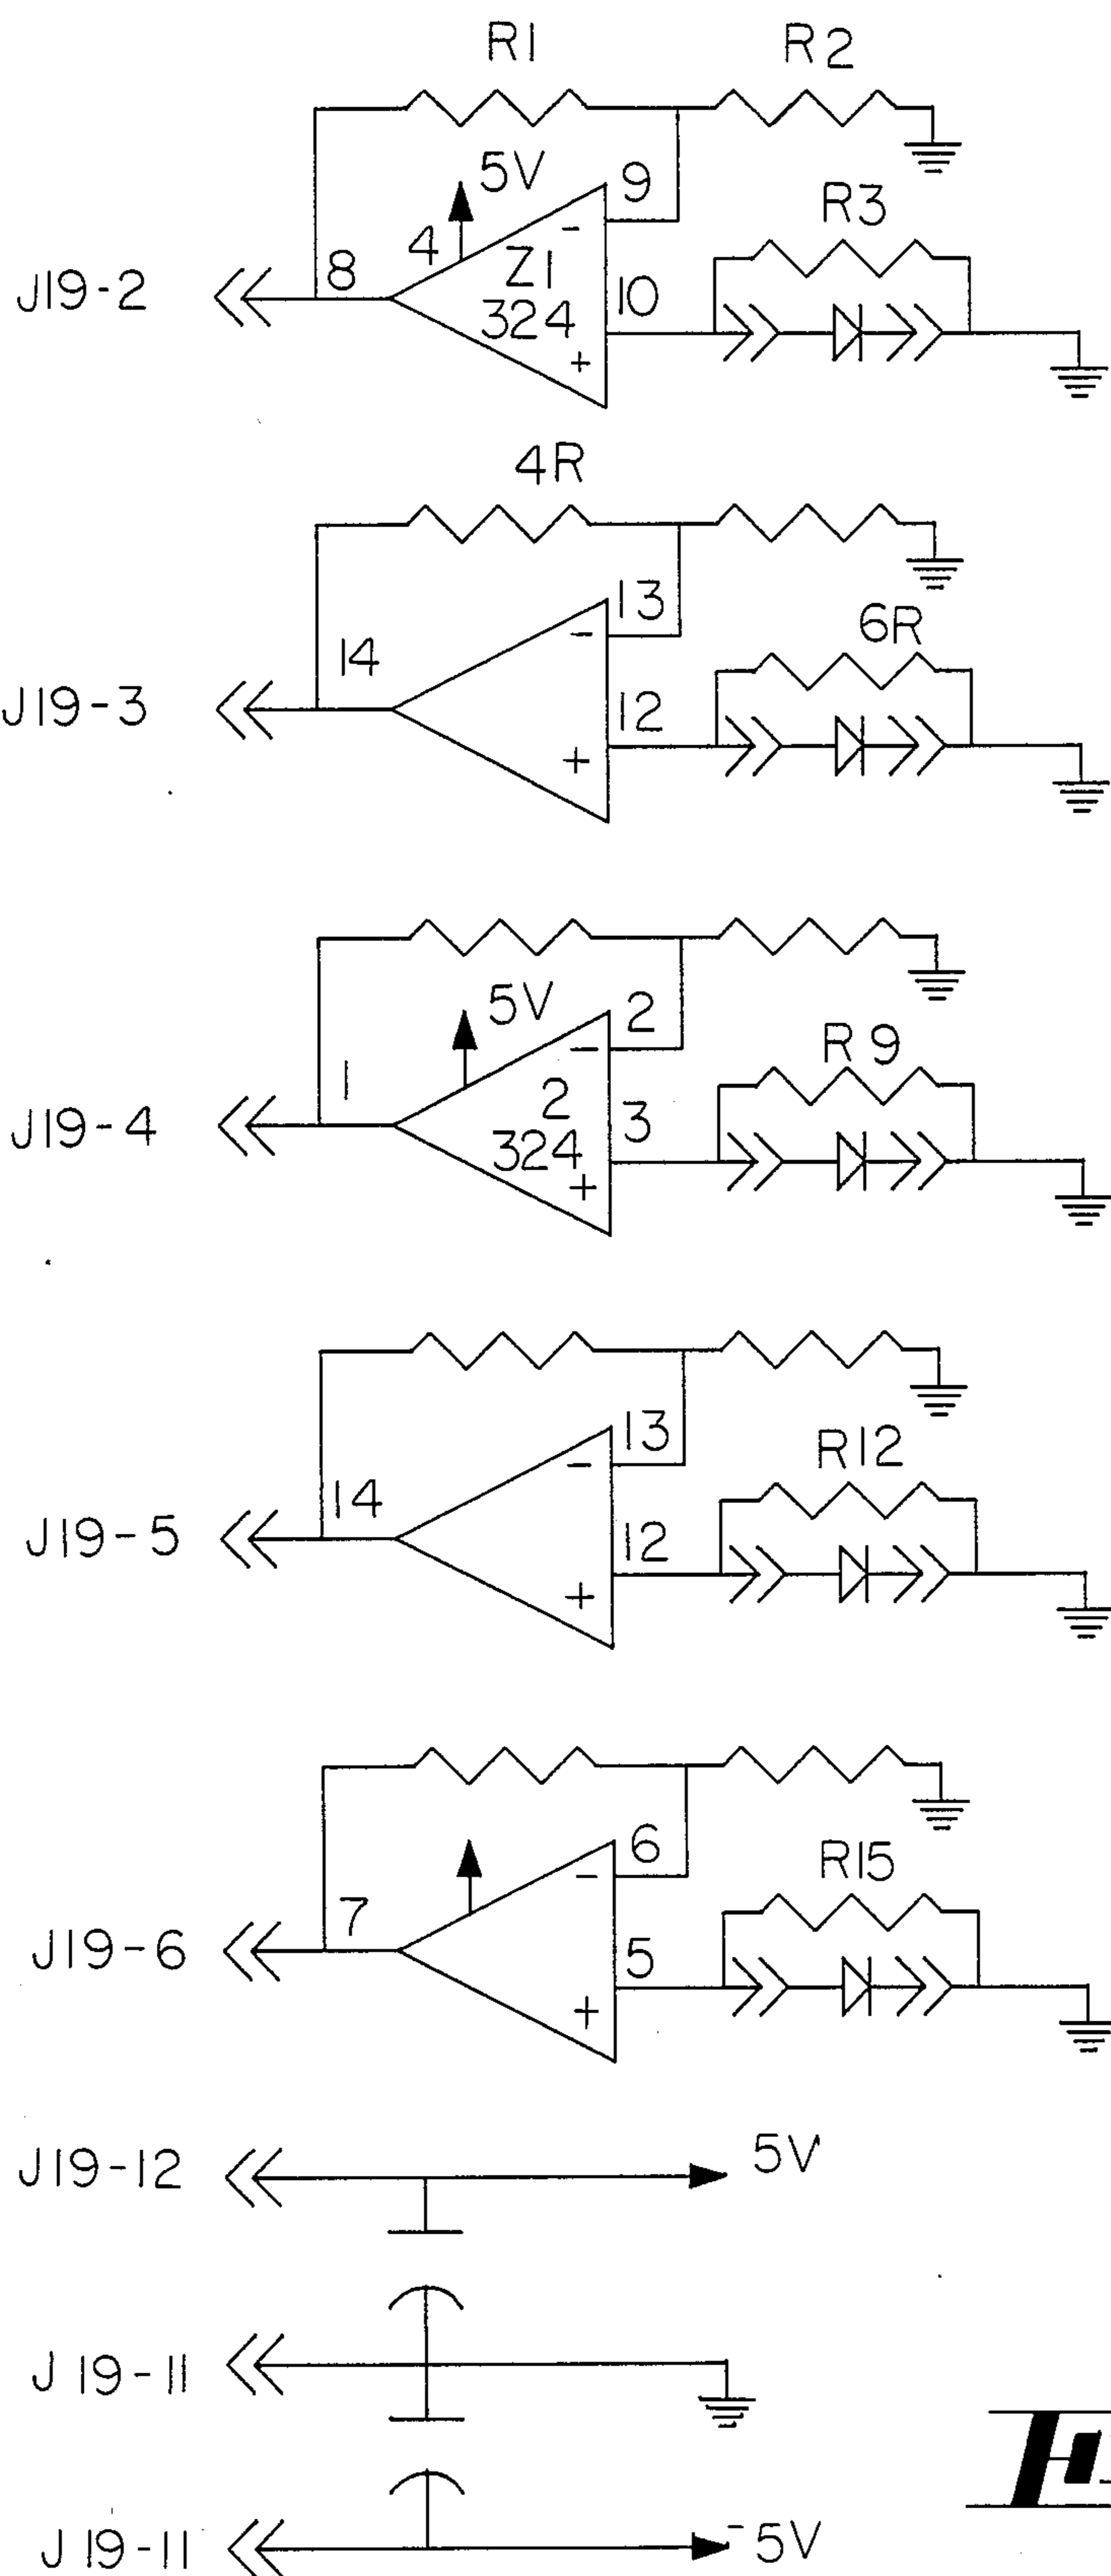 R1 R2
5V 9
R3
4 Z1
J19-2 8 10
324
-
+
4R
13
-
6R
14
J19-3 12
+
5V 2
-
R 9
1 2 3
J19-4
324
+
13
-
R12
14
J19-5 12
+
6
-
R15
7
J19-6 5
+
J19-12 5V
J 19-11
J 19-11 -5V